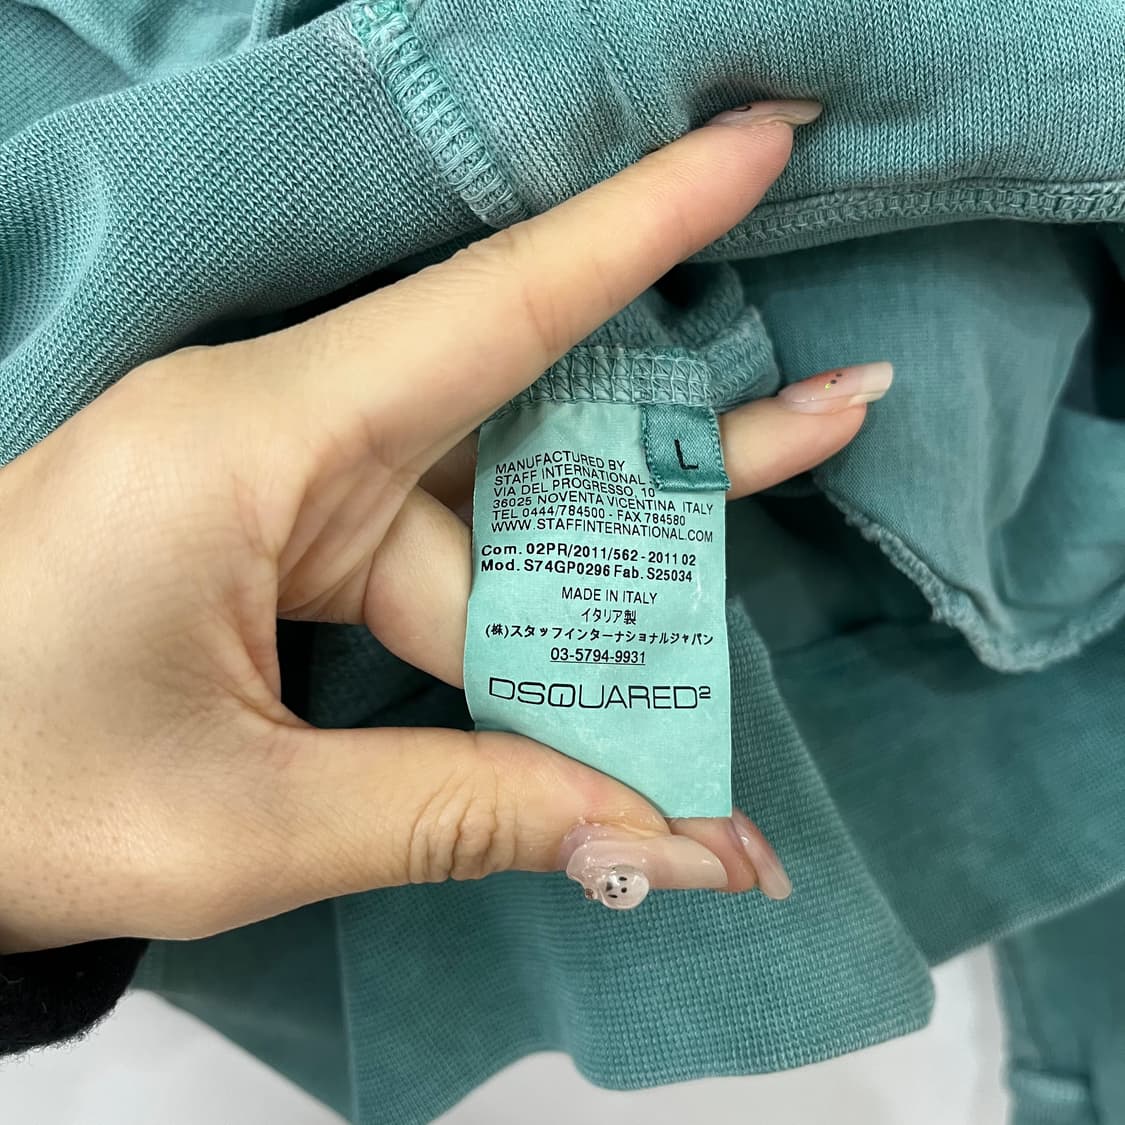 L
MANUFACTURED BY
STAFF INTERNATIONAL
VIA DEL PROGRESSO, 10
36025 NOVENTA VICENTINA ITALY
TEL 0444/784500 - FAX 784580
WWW.STAFFINTERNATIONAL.COM
Com. 02PR/2011/562 - 2011 02
Mod. S74GP0296 Fab. S25034
MADE IN ITALY
イタリア製
(株)スタッフインターナショナルジャパン
03-5794-9931
DSQUARED²